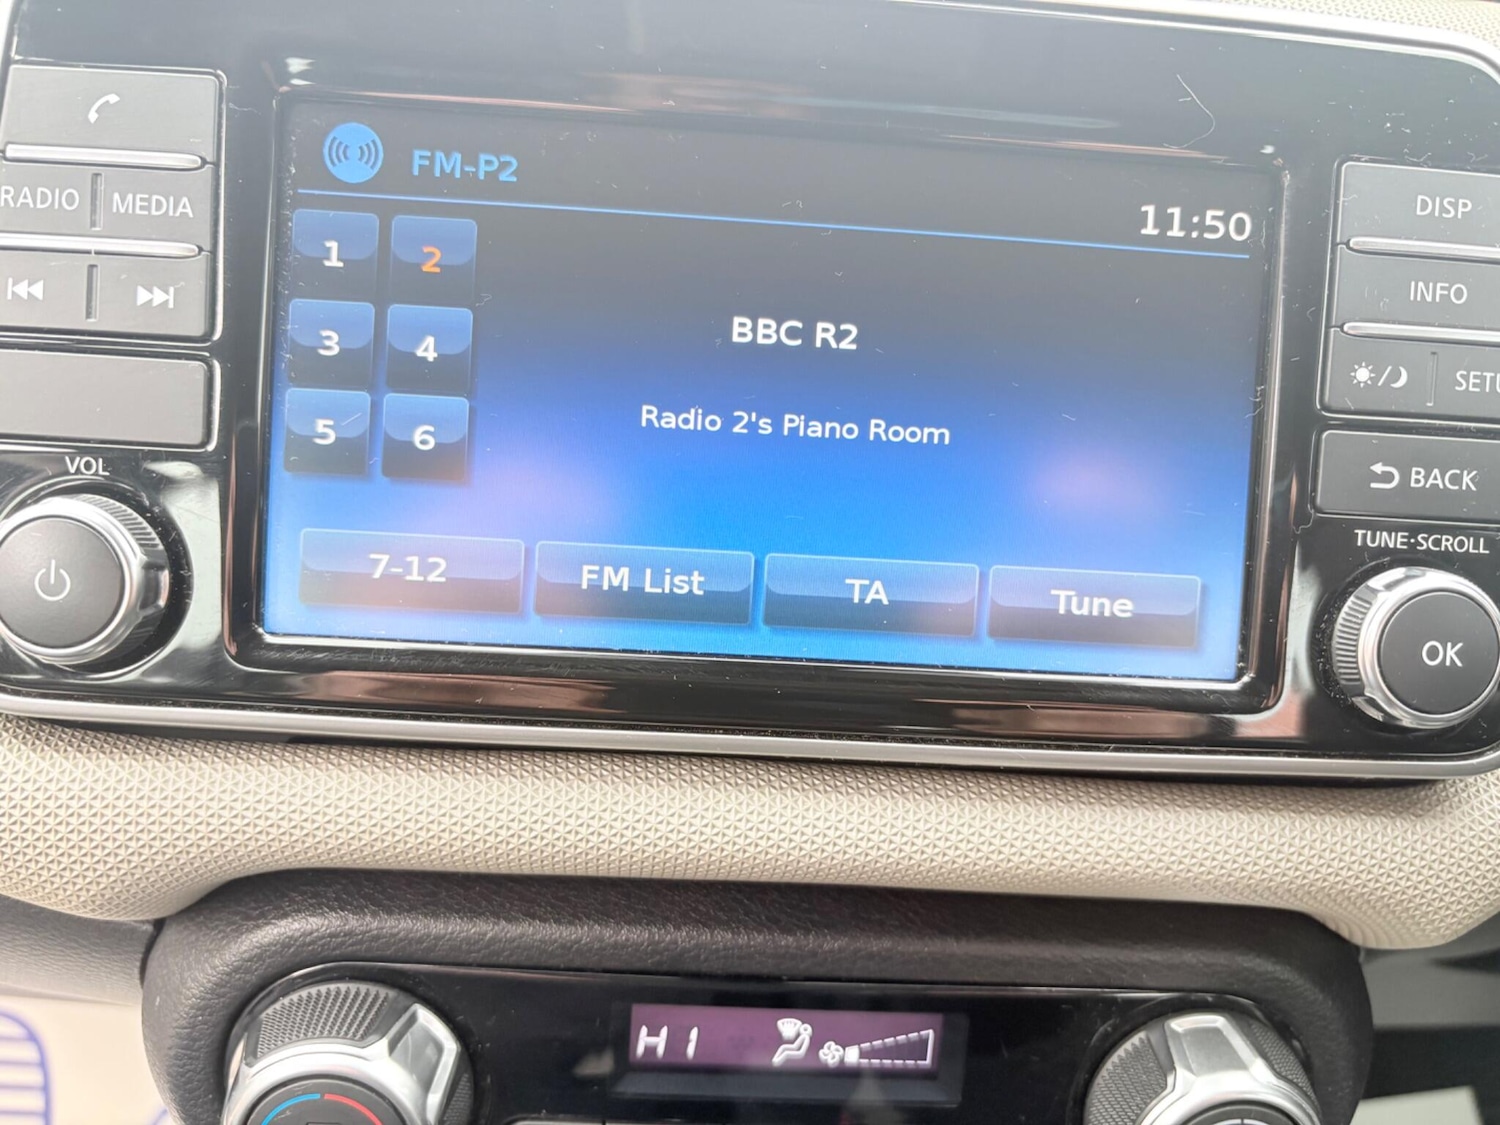 FM-P2
11:50
1 2
3 4
5 6
BBC R2
Radio 2's Piano Room
7-12 FM List TA Tune
RADIO MEDIA
VOL
DISP
INFO
SETU
BACK
TUNE·SCROLL
OK
HI